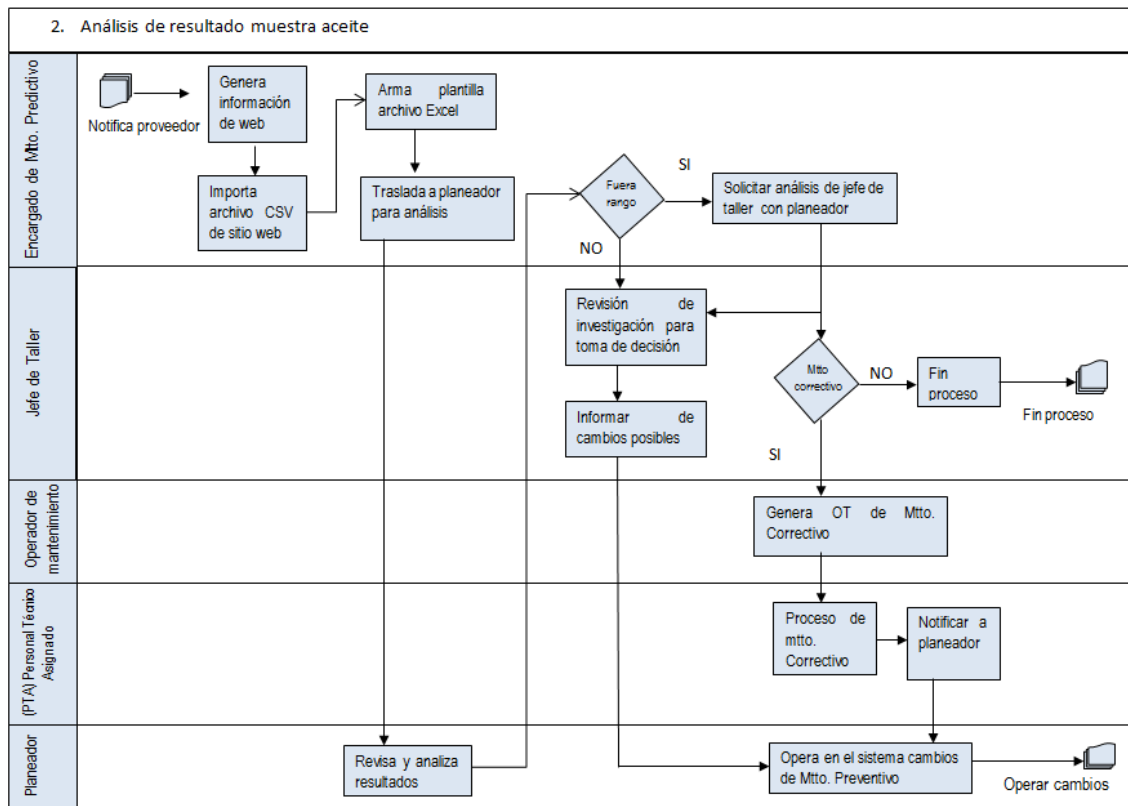 2. Análisis de resultado muestra aceite
Encargado de Mtto. Predictivo
Notifica proveedor
Genera
información
de web
Importa
archivo CSV
de sitio web
Arma plantilla
archivo Excel
Traslada a planeador
para análisis
Fuera
rango
SI
NO
Solicitar análisis de jefe de
taller con planeador
Jefe de Taller
Revisión de
investigación para
toma de decisión
Informar de
cambios posibles
Mtto
correctivo
NO
SI
Fin
proceso
Fin proceso
Operador de
mantenimiento
Genera OT de Mtto.
Correctivo
(PTA) Personal Técnico
Asignado
Proceso de
mtto.
Correctivo
Notificar a
planeador
Planeador
Revisa y analiza
resultados
Opera en el sistema cambios
de Mtto. Preventivo
Operar cambios